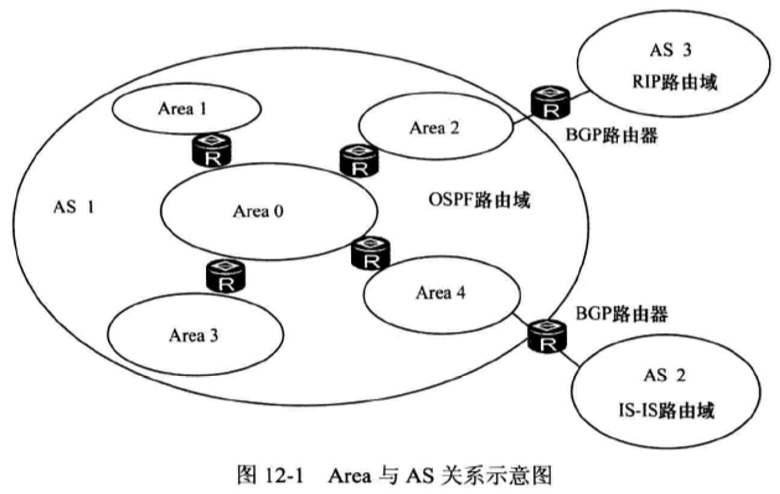 AS 3
RIP路由域
Area 1
Area 2
R
BGP路由器
R
R
AS 1
Area 0
OSPF路由域
R
R
Area 4
BGP路由器
Area 3
R
AS 2
IS-IS路由域
图 12-1 Area 与 AS 关系示意图